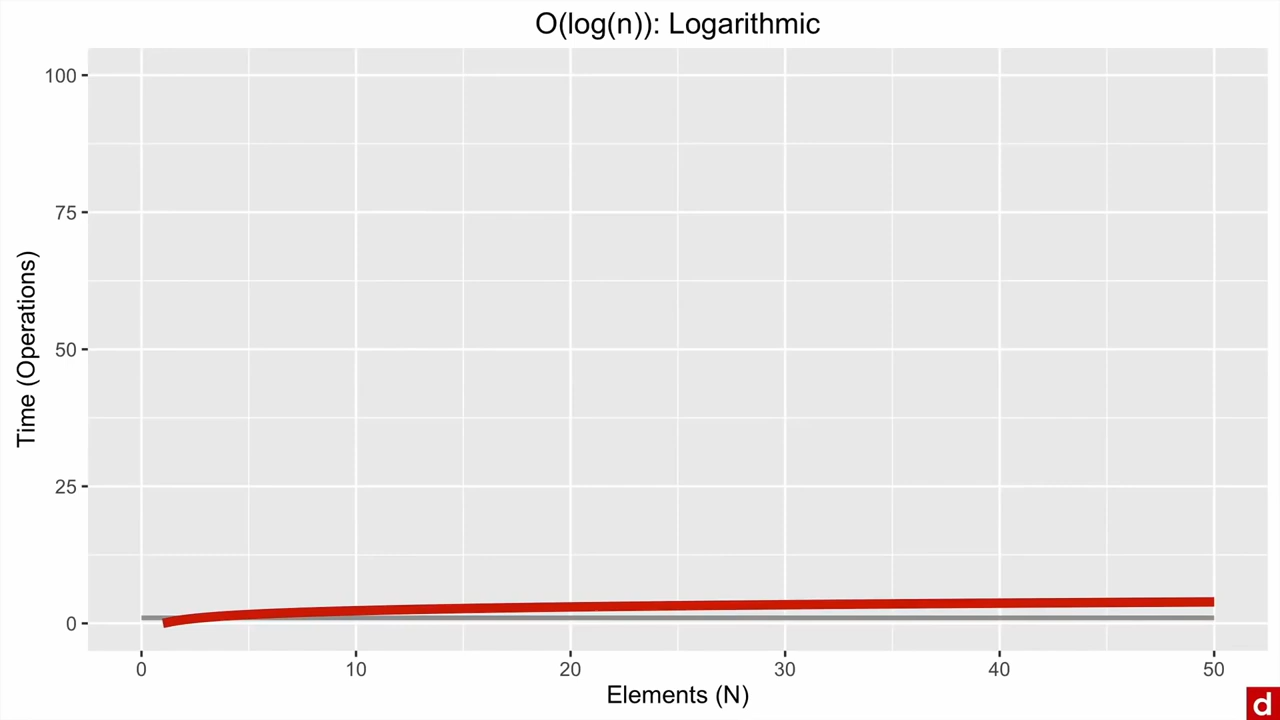 O(log(n)): Logarithmic
Time (Operations)
100
75
50
25
0
0 10 20 30 40 50
Elements (N)
d